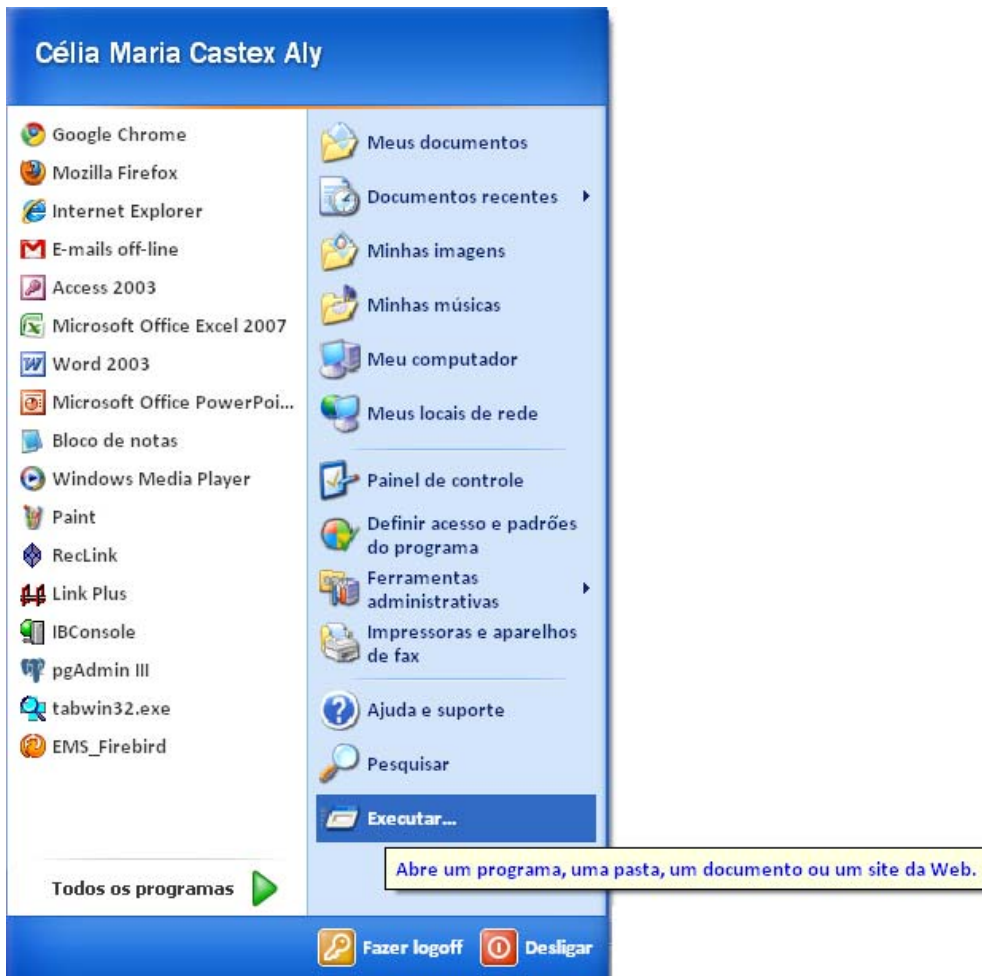 Célia Maria Castex Aly
Google Chrome
Mozilla Firefox
Internet Explorer
E-mails off-line
Access 2003
Microsoft Office Excel 2007
Word 2003
Microsoft Office PowerPoi...
Bloco de notas
Windows Media Player
Paint
RecLink
Link Plus
IBConsole
pgAdmin III
tabwin32.exe
EMS_Firebird
Todos os programas
Meus documentos
Documentos recentes
Minhas imagens
Minhas músicas
Meu computador
Meus locais de rede
Painel de controle
Definir acesso e padrões
do programa
Ferramentas
administrativas
Impressoras e aparelhos
de fax
Ajuda e suporte
Pesquisar
Executar...
Abre um programa, uma pasta, um documento ou um site da Web.
Fazer logoff
Desligar